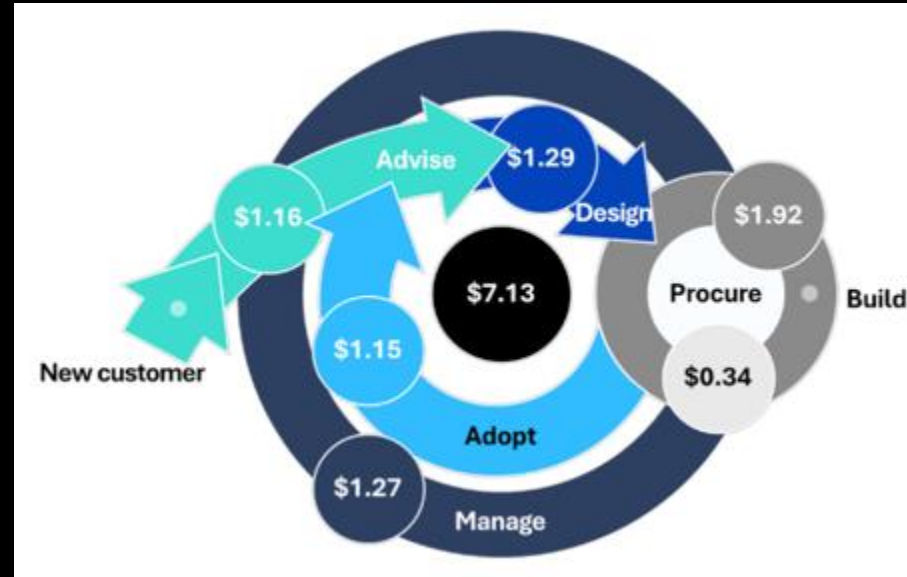 Advise
$1.29
$1.16
Design
$1.92
$7.13
Procure
Build
$1.15
New customer
$0.34
Adopt
$1.27
Manage